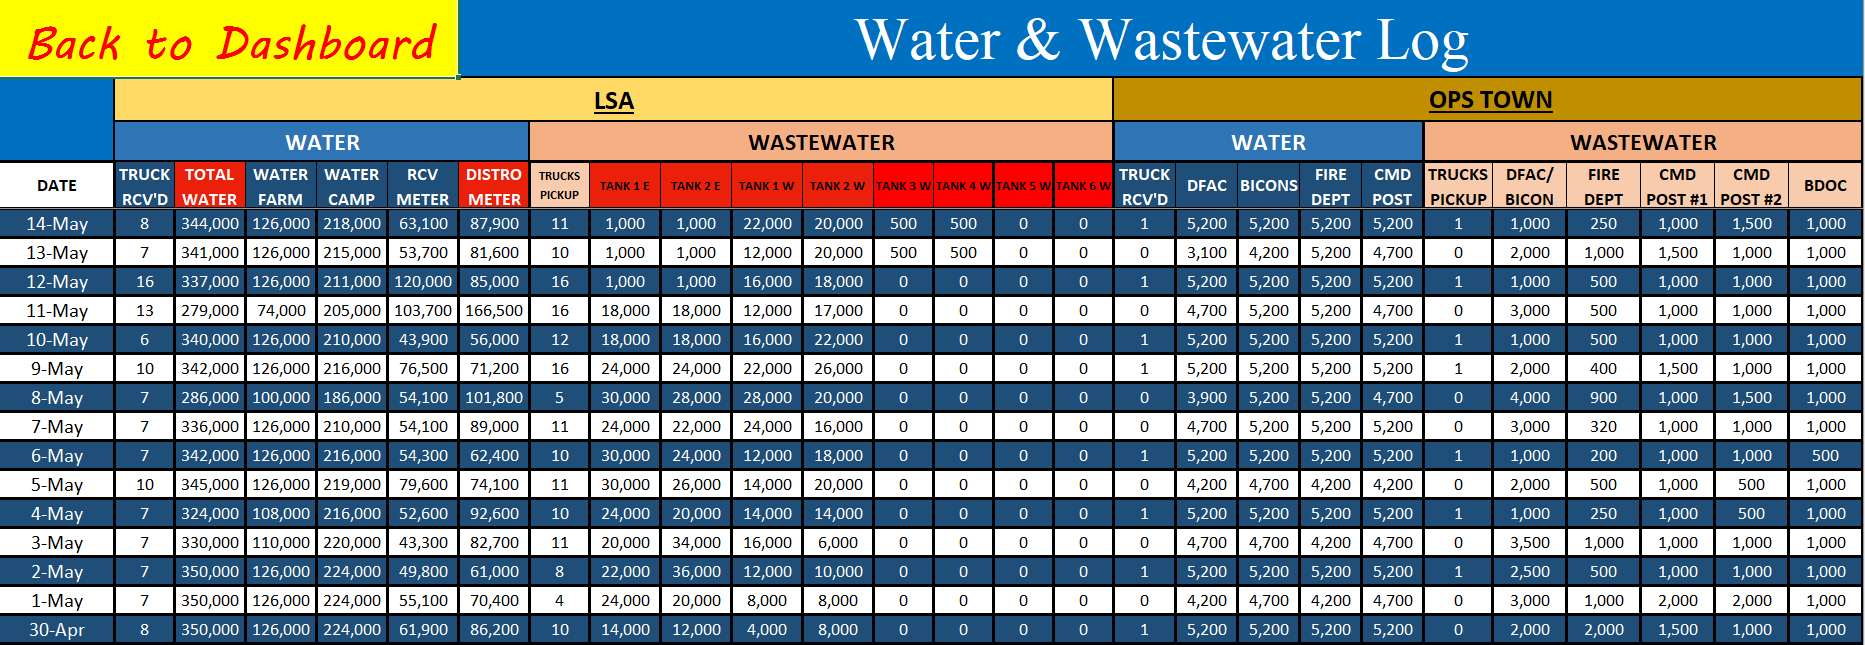 Back to Dashboard Water & Wastewater Log
LSA OPS TOWN
WATER WASTEWATER WATER WASTEWATER
DATE TRUCK RCV'D TOTAL WATER WATER FARM WATER CAMP RCV METER DISTRO METER TRUCKS PICKUP TANK 1 E TANK 2 E TANK 1 W TANK 2 W TANK 3 W TANK 4 W TANK 5 W TANK 6 W TRUCK RCV'D DFAC BICONS FIRE DEPT CMD POST TRUCKS PICKUP DFAC/ BICON FIRE DEPT CMD POST #1 CMD POST #2 BDOC
14-May 8 344,000 126,000 218,000 63,100 87,900 11 1,000 1,000 22,000 20,000 500 500 0 0 1 5,200 5,200 5,200 5,200 1 1,000 250 1,000 1,500 1,000
13-May 7 341,000 126,000 215,000 53,700 81,600 10 1,000 1,000 12,000 20,000 500 500 0 0 0 3,100 4,200 5,200 4,700 0 2,000 1,000 1,500 1,000 1,000
12-May 16 337,000 126,000 211,000 120,000 85,000 16 1,000 1,000 16,000 18,000 0 0 0 0 1 5,200 5,200 5,200 5,200 1 1,000 500 1,000 1,000 1,000
11-May 13 279,000 74,000 205,000 103,700 166,500 16 18,000 18,000 12,000 17,000 0 0 0 0 0 4,700 5,200 5,200 4,700 0 3,000 500 1,000 1,000 1,000
10-May 6 340,000 126,000 210,000 43,900 56,000 12 18,000 18,000 16,000 22,000 0 0 0 0 1 5,200 5,200 5,200 5,200 1 1,000 500 1,000 1,000 1,000
9-May 10 342,000 126,000 216,000 76,500 71,200 16 24,000 24,000 22,000 26,000 0 0 0 0 1 5,200 5,200 5,200 5,200 1 2,000 400 1,500 1,000 1,000
8-May 7 286,000 100,000 186,000 54,100 101,800 5 30,000 28,000 28,000 20,000 0 0 0 0 0 3,900 5,200 5,200 4,700 0 4,000 900 1,000 1,500 1,000
7-May 7 336,000 126,000 210,000 54,100 89,000 11 24,000 22,000 24,000 16,000 0 0 0 0 0 4,700 5,200 5,200 5,200 0 3,000 320 1,000 1,000 1,000
6-May 7 342,000 126,000 216,000 54,300 62,400 10 30,000 24,000 12,000 18,000 0 0 0 0 1 5,200 5,200 5,200 5,200 1 1,000 200 1,000 1,000 500
5-May 10 345,000 126,000 219,000 79,600 74,100 11 30,000 26,000 14,000 20,000 0 0 0 0 0 4,200 4,700 4,200 4,200 0 2,000 500 1,000 500 1,000
4-May 7 324,000 108,000 216,000 52,600 92,600 10 24,000 20,000 14,000 14,000 0 0 0 0 1 5,200 5,200 5,200 5,200 1 1,000 250 1,000 500 1,000
3-May 7 330,000 110,000 220,000 43,300 82,700 11 20,000 34,000 16,000 6,000 0 0 0 0 0 4,700 4,700 4,200 4,700 0 3,500 1,000 1,000 1,000 1,000
2-May 7 350,000 126,000 224,000 49,800 61,000 8 22,000 36,000 12,000 10,000 0 0 0 0 1 5,200 5,200 5,200 5,200 1 2,500 500 1,000 1,000 1,000
1-May 7 350,000 126,000 224,000 55,100 70,400 4 24,000 20,000 8,000 8,000 0 0 0 0 0 4,200 4,700 4,200 4,700 0 3,000 1,000 2,000 2,000 1,000
30-Apr 8 350,000 126,000 224,000 61,900 86,200 10 14,000 12,000 4,000 8,000 0 0 0 0 1 5,200 5,200 5,200 5,200 0 2,000 2,000 1,500 1,000 1,000